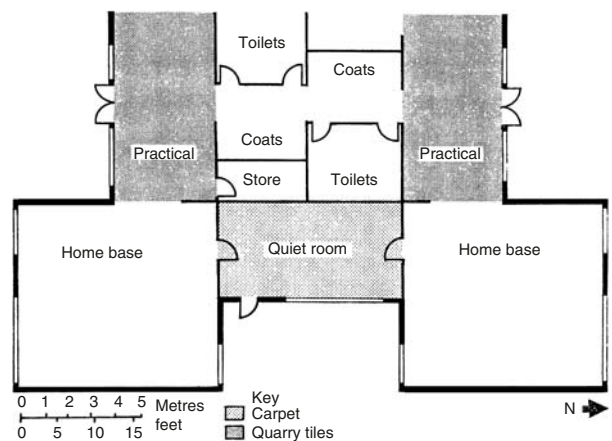 Toilets
Coats
Coats
Practical
Practical
Store
Toilets
Home base
Quiet room
Home base
0 1 2 3 4 5 Metres
0 5 10 15 feet
Key
Carpet
Quarry tiles
N